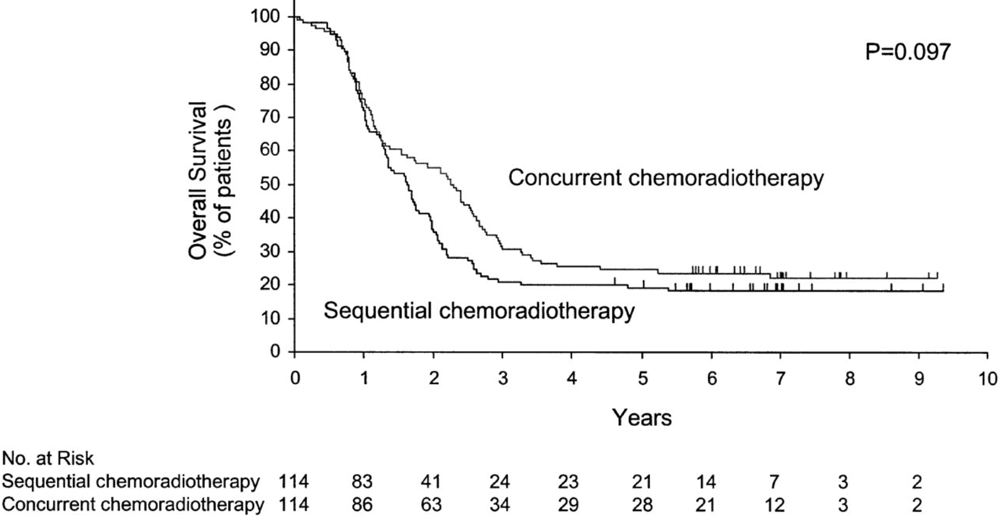 100
90
80
70
60
50
40
30
20
10
0
Overall Survival
(% of patients )
P=0.097
Concurrent chemoradiotherapy
Sequential chemoradiotherapy
0 1 2 3 4 5 6 7 8 9 10
Years
No. at Risk
Sequential chemoradiotherapy 114 83 41 24 23 21 14 7 3 2
Concurrent chemoradiotherapy 114 86 63 34 29 28 21 12 3 2